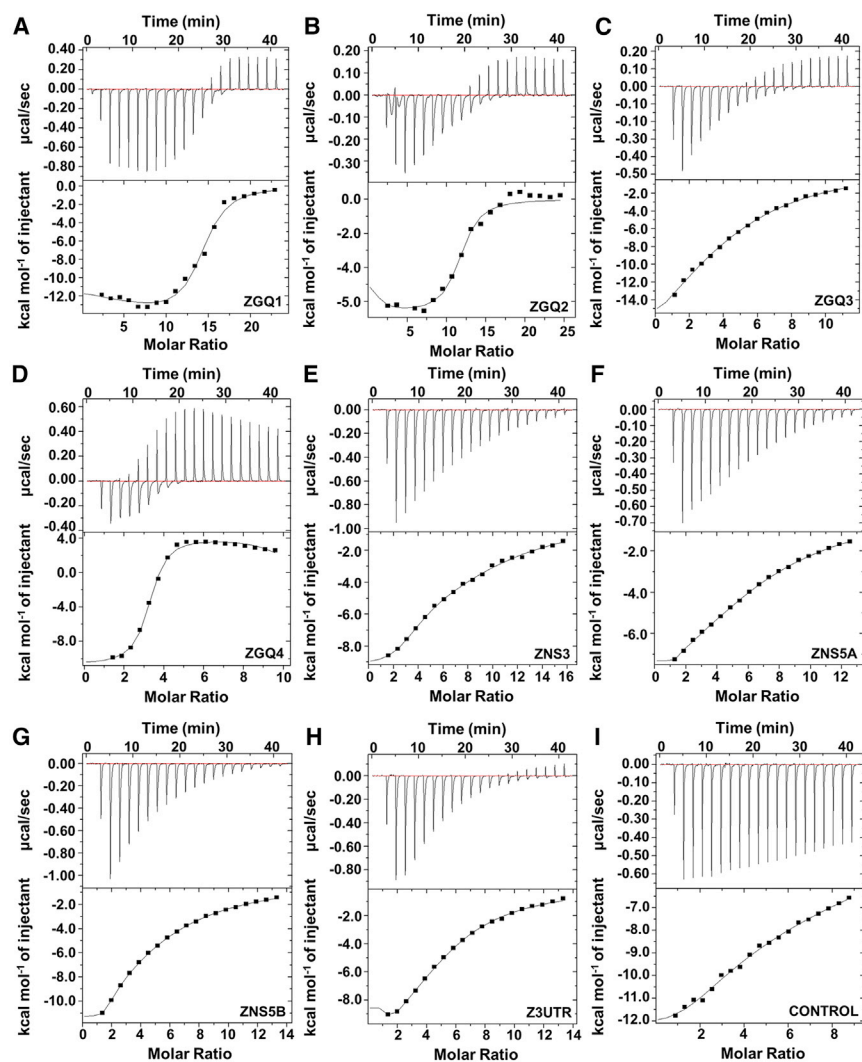 A
Time (min)
0 10 20 30 40
0.40
0.20
0.00
-0.20
-0.40
-0.60
-0.80
µcal/sec
0.0
-2.0
-4.0
-6.0
-8.0
-10.0
-12.0
kcal mol-1 of injectant
ZGQ1
5 10 15 20
Molar Ratio
B
Time (min)
0 10 20 30 40
0.20
0.10
0.00
-0.10
-0.20
-0.30
µcal/sec
0.0
-2.0
-4.0
-5.0
kcal mol-1 of injectant
ZGQ2
0 5 10 15 20 25
Molar Ratio
C
Time (min)
0 10 20 30 40
0.20
0.10
0.00
-0.10
-0.20
-0.30
-0.50
µcal/sec
-2.0
-4.0
-6.0
-8.0
-10.0
-12.0
-14.0
kcal mol-1 of injectant
ZGQ3
0 2 4 6 8 10
Molar Ratio
D
Time (min)
0 10 20 30 40
0.60
0.40
0.20
0.00
-0.20
-0.40
µcal/sec
4.0
0.0
-4.0
-8.0
kcal mol-1 of injectant
ZGQ4
0 2 4 6 8 10
Molar Ratio
E
Time (min)
0 10 20 30 40
0.00
-0.20
-0.40
-0.60
-0.80
-1.00
µcal/sec
-2.0
-4.0
-6.0
-8.0
kcal mol-1 of injectant
ZNS3
0 2 4 6 8 10 12 14 16
Molar Ratio
F
Time (min)
0 10 20 30 40
0.00
-0.10
-0.20
-0.30
-0.40
-0.50
-0.60
-0.70
µcal/sec
-2.0
-4.0
-6.0
kcal mol-1 of injectant
ZNS5A
0 2 4 6 8 10 12
Molar Ratio
G
Time (min)
0 10 20 30 40
0.00
-0.20
-0.40
-0.60
-0.80
-1.00
µcal/sec
-2.0
-4.0
-6.0
-8.0
-10.0
kcal mol-1 of injectant
ZNS5B
0 2 4 6 8 10 12 14
Molar Ratio
H
Time (min)
0 10 20 30 40
0.00
-0.20
-0.40
-0.60
-0.80
µcal/sec
-2.0
-4.0
-6.0
-8.0
kcal mol-1 of injectant
Z3UTR
0 2 4 6 8 10 12 14
Molar Ratio
I
Time (min)
0 10 20 30 40
0.00
-0.10
-0.20
-0.30
-0.40
-0.50
-0.60
µcal/sec
-7.0
-8.0
-9.0
-10.0
-11.0
-12.0
kcal mol-1 of injectant
CONTROL
2 4 6 8
Molar Ratio